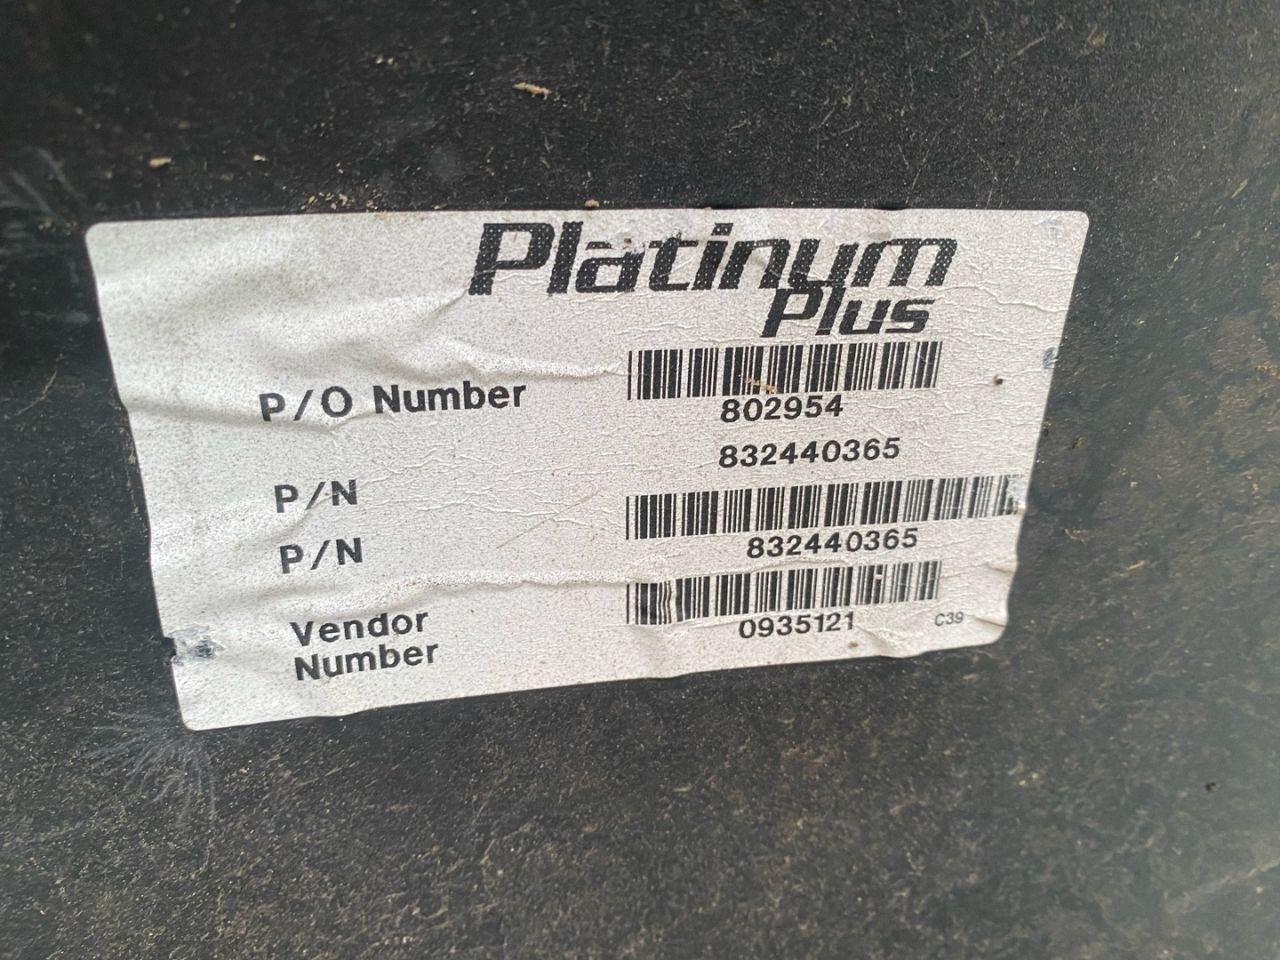 Platinum
Plus
P/O Number
802954
832440365
P/N
P/N
832440365
Vendor
Number
0935121
C39